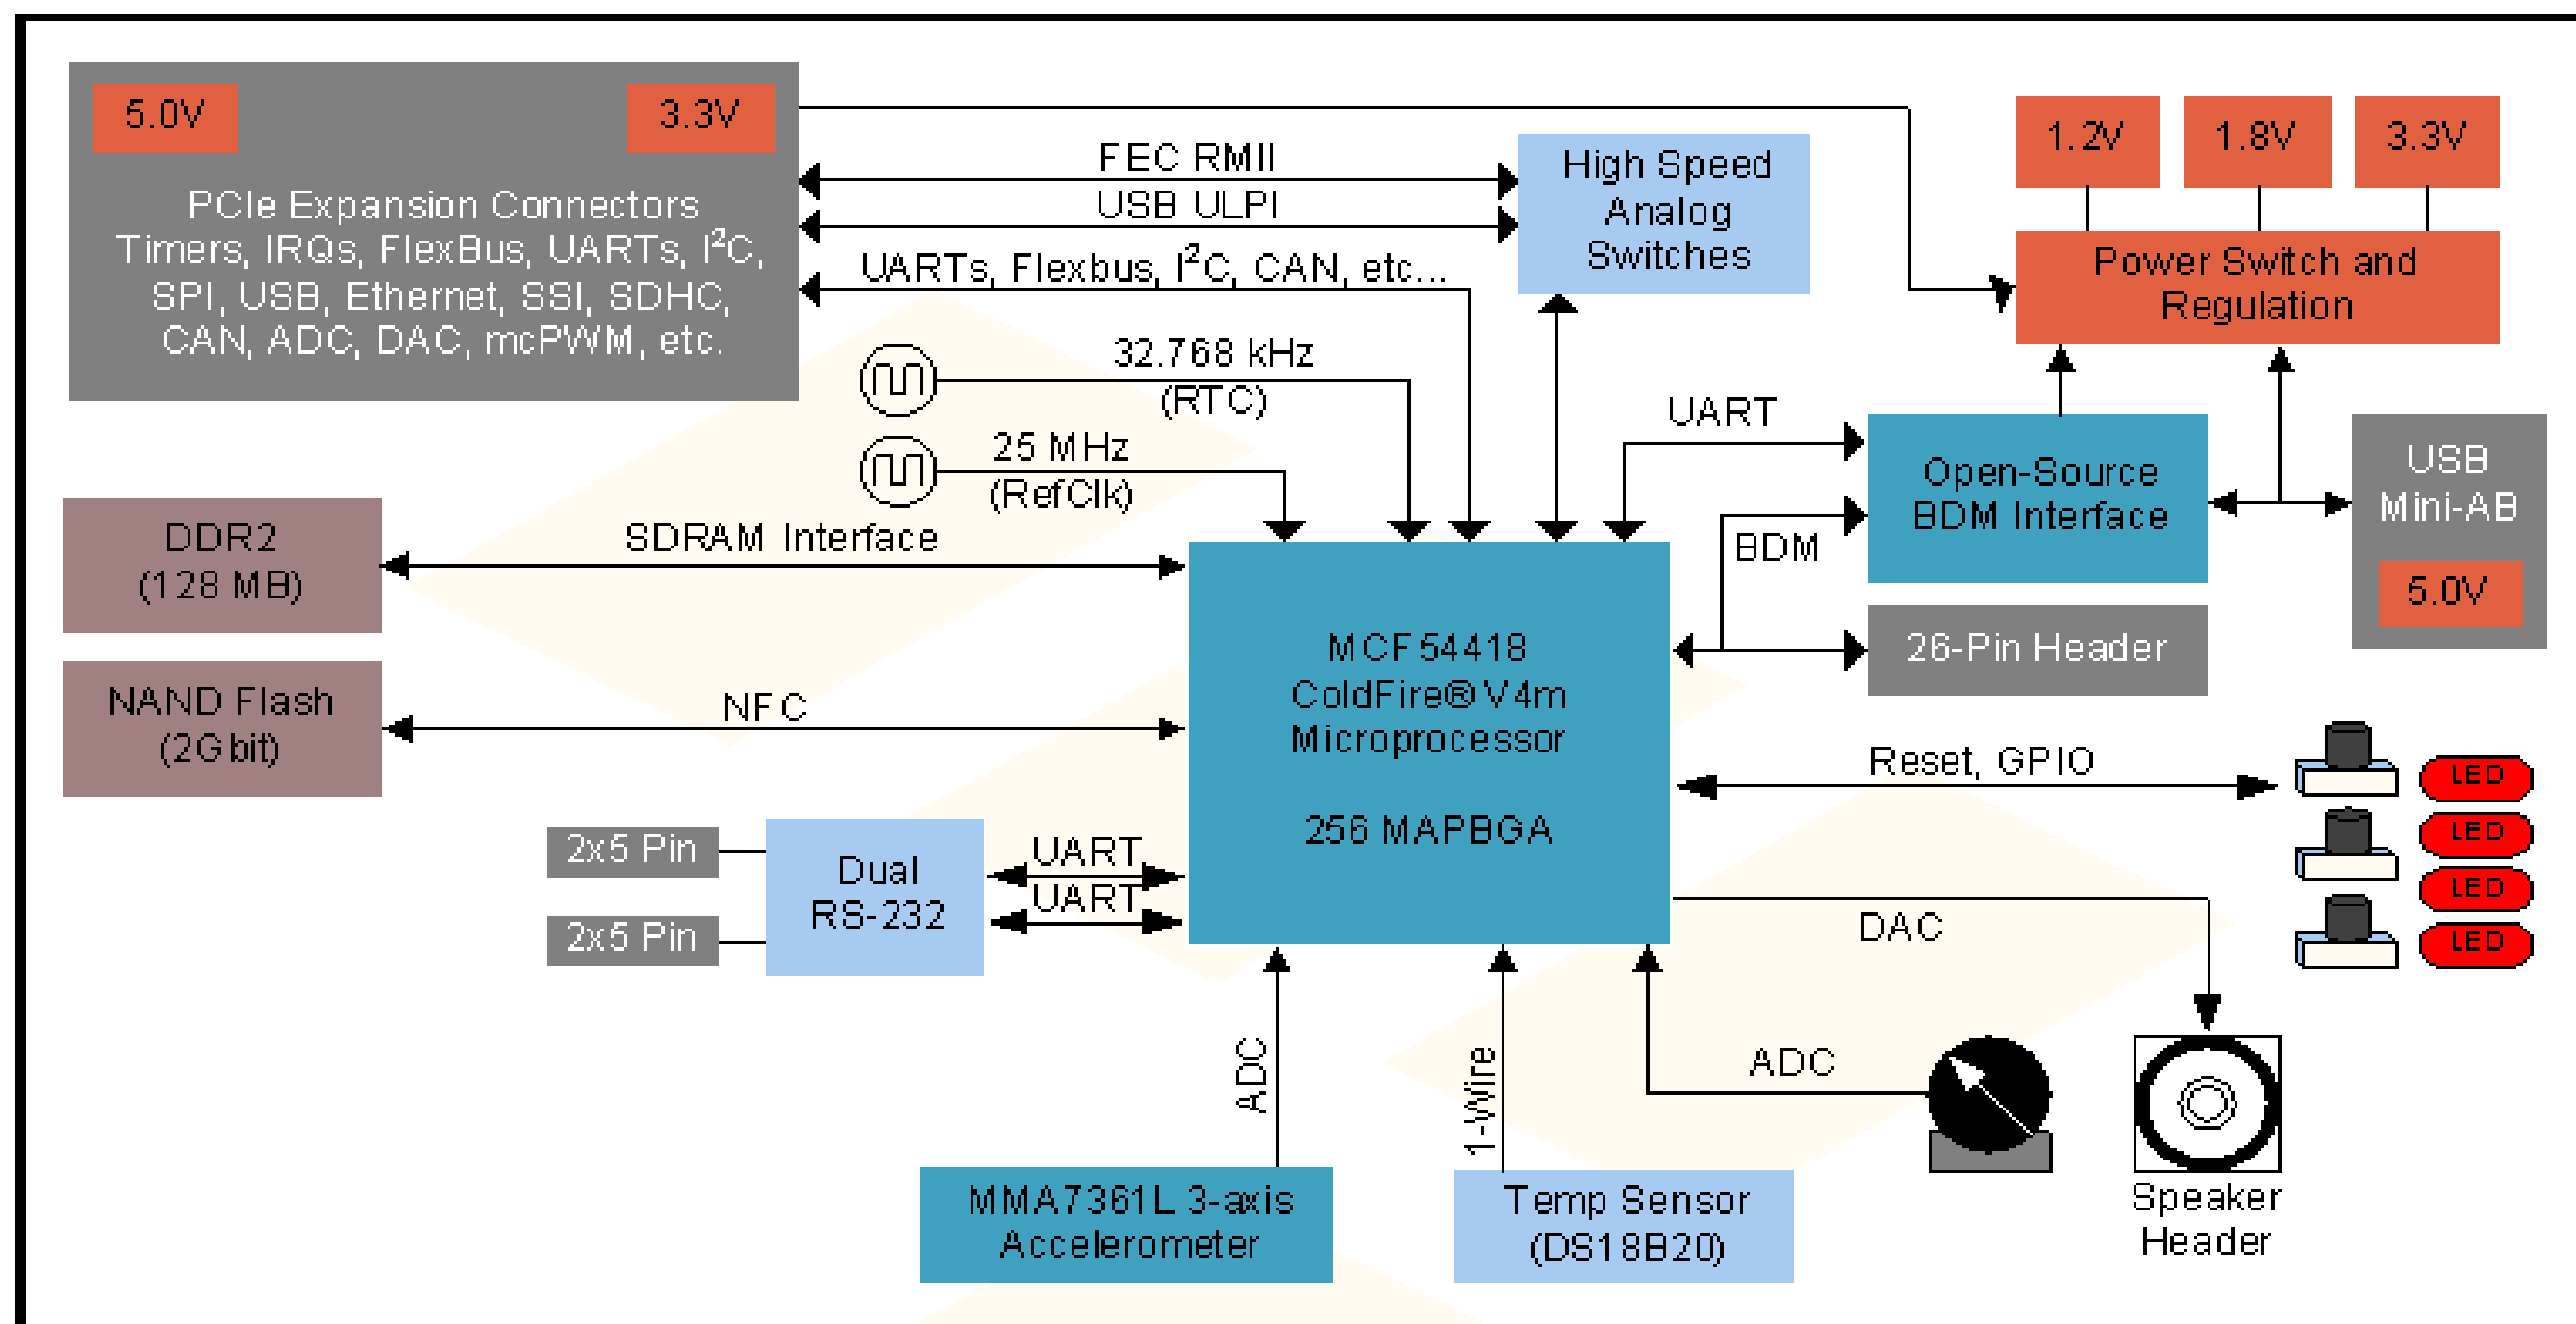 5.0V
3.3V
PCIe Expansion Connectors
Timers, IRQs, FlexBus, UARTs, I²C,
SPI, USB, Ethernet, SSI, SDHC,
CAN, ADC, DAC, mcPWM, etc.
FEC RMII
USB ULPI
UARTs, Flexbus, I²C, CAN, etc...
High Speed
Analog
Switches
1.2V
1.8V
3.3V
Power Switch and
Regulation
32.768 kHz
(RTC)
25 MHz
(RefClk)
UART
BDM
Open-Source
BDM Interface
USB
Mini-AB
5.0V
26-Pin Header
DDR2
(128 MB)
SDRAM Interface
NAND Flash
(2Gbit)
NFC
MCF54418
ColdFire® V4m
Microprocessor
256 MAPBGA
Reset, GPIO
LED
LED
LED
LED
2x5 Pin
2x5 Pin
Dual
RS-232
UART
UART
DAC
ADC
1-Wire
ADC
MMA7361L 3-axis
Accelerometer
Temp Sensor
(DS18B20)
Speaker
Header